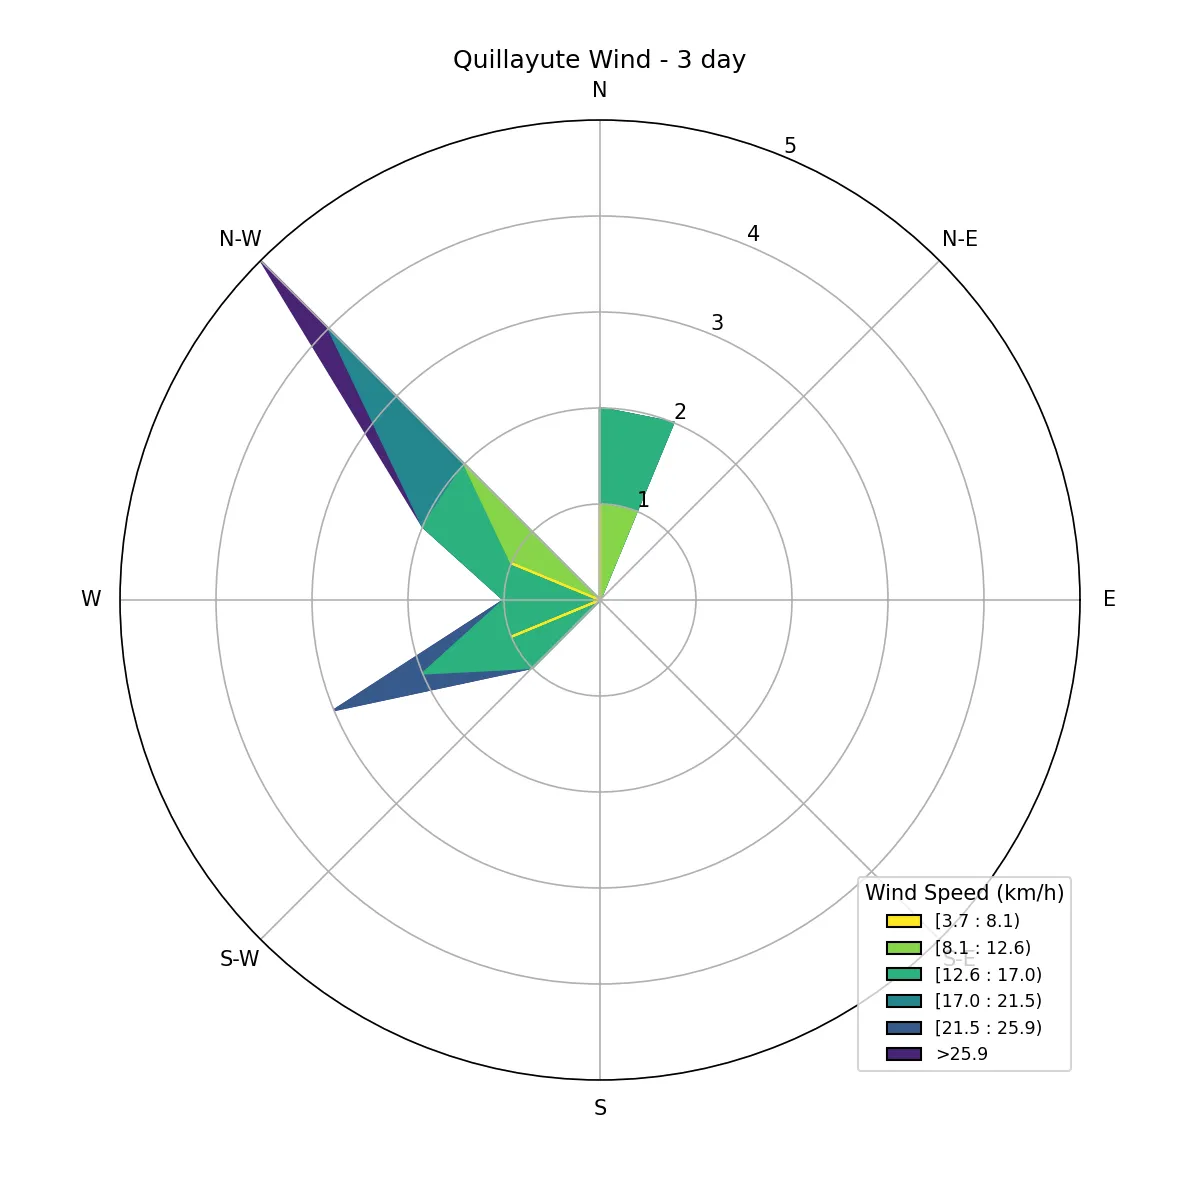 Quillayute Wind - 3 day
N
5
N-W
N-E
4
3
2
1
W
E
Wind Speed (km/h)
[3.7 : 8.1)
[8.1 : 12.6)
S-W
S-E
[12.6 : 17.0)
[17.0 : 21.5)
[21.5 : 25.9)
>25.9
S